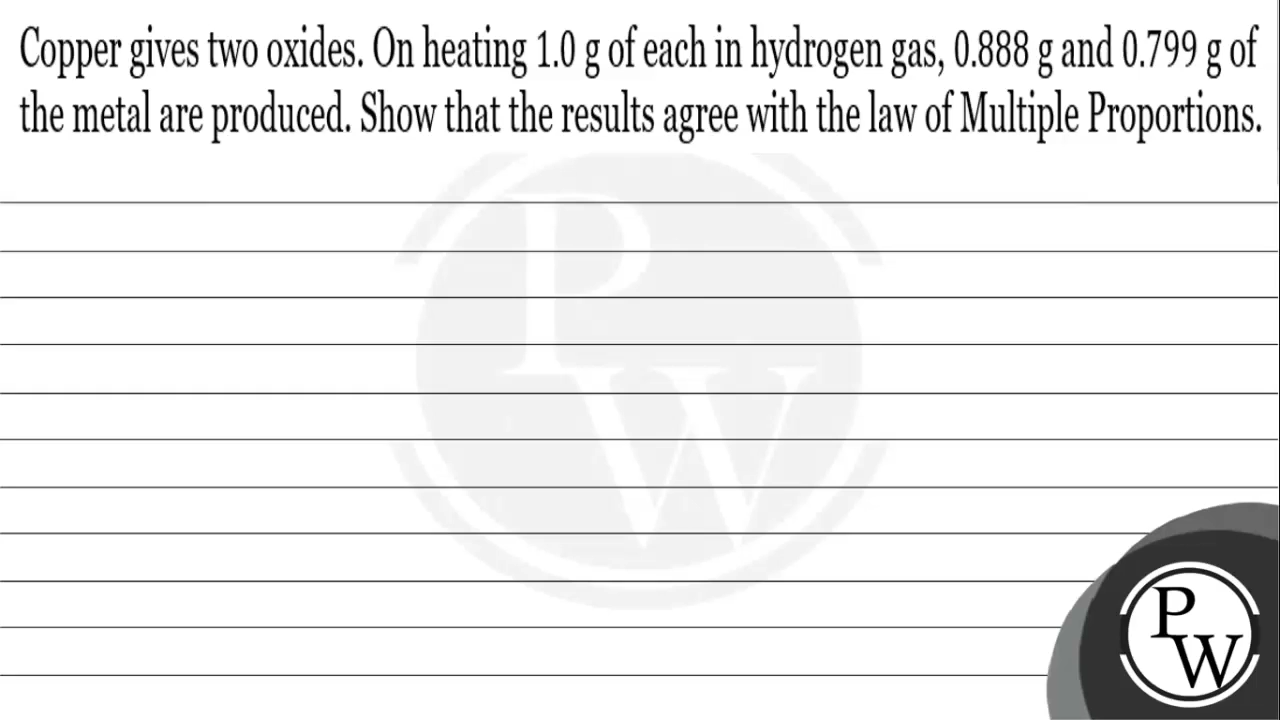 Copper gives two oxides. On heating 1.0 g of each in hydrogen gas, 0.888 g and 0.799 g of
the metal are produced. Show that the results agree with the law of Multiple Proportions.
P
W
P
W